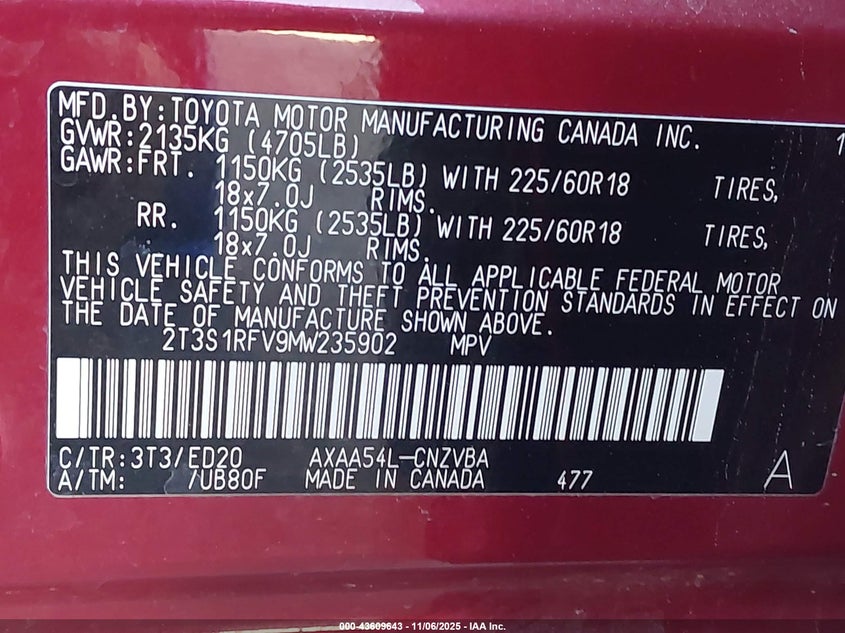 MFD.BY:TOYOTA MOTOR MANUFACTURING CANADA INC. 1
GVWR:2135KG (4705LB)
GAWR:FRT. 1150KG (2535LB) WITH 225/60R18 TIRES,
18x7.0J RIMS.
RR. 1150KG (2535LB) WITH 225/60R18 TIRES,
18x7.0J RIMS.
THIS VEHICLE CONFORMS TO ALL APPLICABLE FEDERAL MOTOR
VEHICLE SAFETY AND THEFT PREVENTION STANDARDS IN EFFECT ON
THE DATE OF MANUFACTURE SHOWN ABOVE.
2T3S1RFV9MW235902 MPV
C/TR:3T3/ED20 AXAA54L-CNZVBA
A/TM: /UB80F MADE IN CANADA 477 A
000-43609643 - 11/06/2025 - IAA Inc.